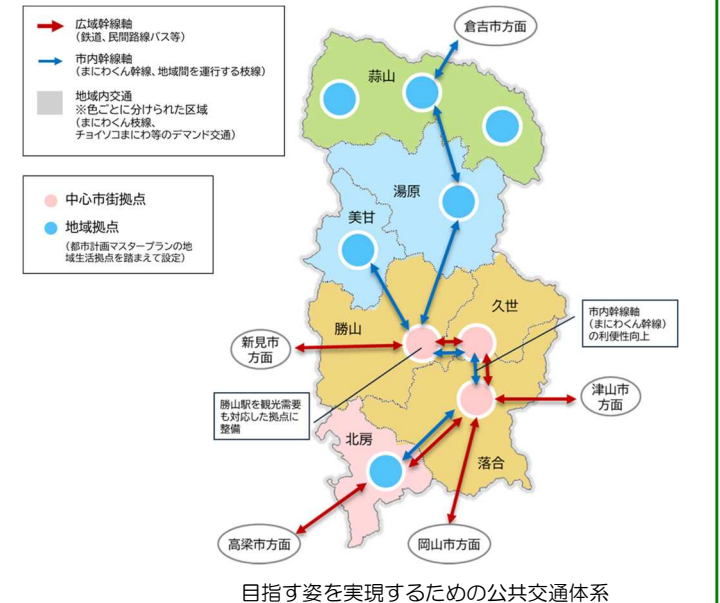 広域幹線軸
（鉄道、民間路線バス等）
市内幹線軸
（まにわくん幹線、地域間を運行する枝線）
地域内交通
※色ごとに分けられた区域
（まにわくん枝線、
チョイソコまにわ等のデマンド交通）
中心市街拠点
地域拠点
（都市計画マスタープランの地
域生活拠点を踏まえて設定）
倉吉市方面
蒜山
湯原
美甘
久世
勝山
市内幹線軸
（まにわくん幹線）
の利便性向上
新見市
方面
津山市
方面
勝山駅を観光需要
も対応した拠点に
整備
北房
落合
高梁市方面
岡山市方面
目指す姿を実現するための公共交通体系